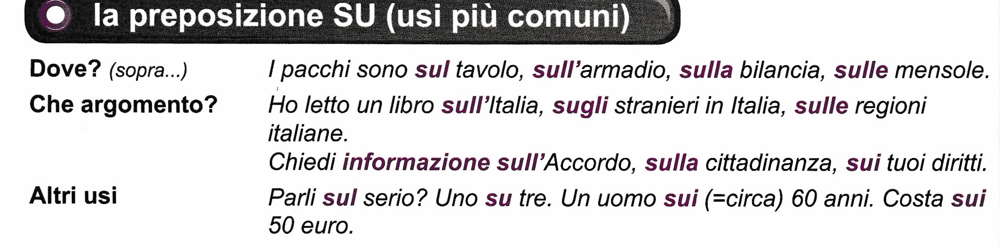 la preposizione SU (usi più comuni)
Dove? (sopra...) I pacchi sono sul tavolo, sull'armadio, sulla bilancia, sulle mensole.
Che argomento? Ho letto un libro sull'Italia, sugli stranieri in Italia, sulle regioni
italiane.
Chiedi informazione sull'Accordo, sulla cittadinanza, sui tuoi diritti.
Altri usi Parli sul serio? Uno su tre. Un uomo sui (=circa) 60 anni. Costa sui
50 euro.